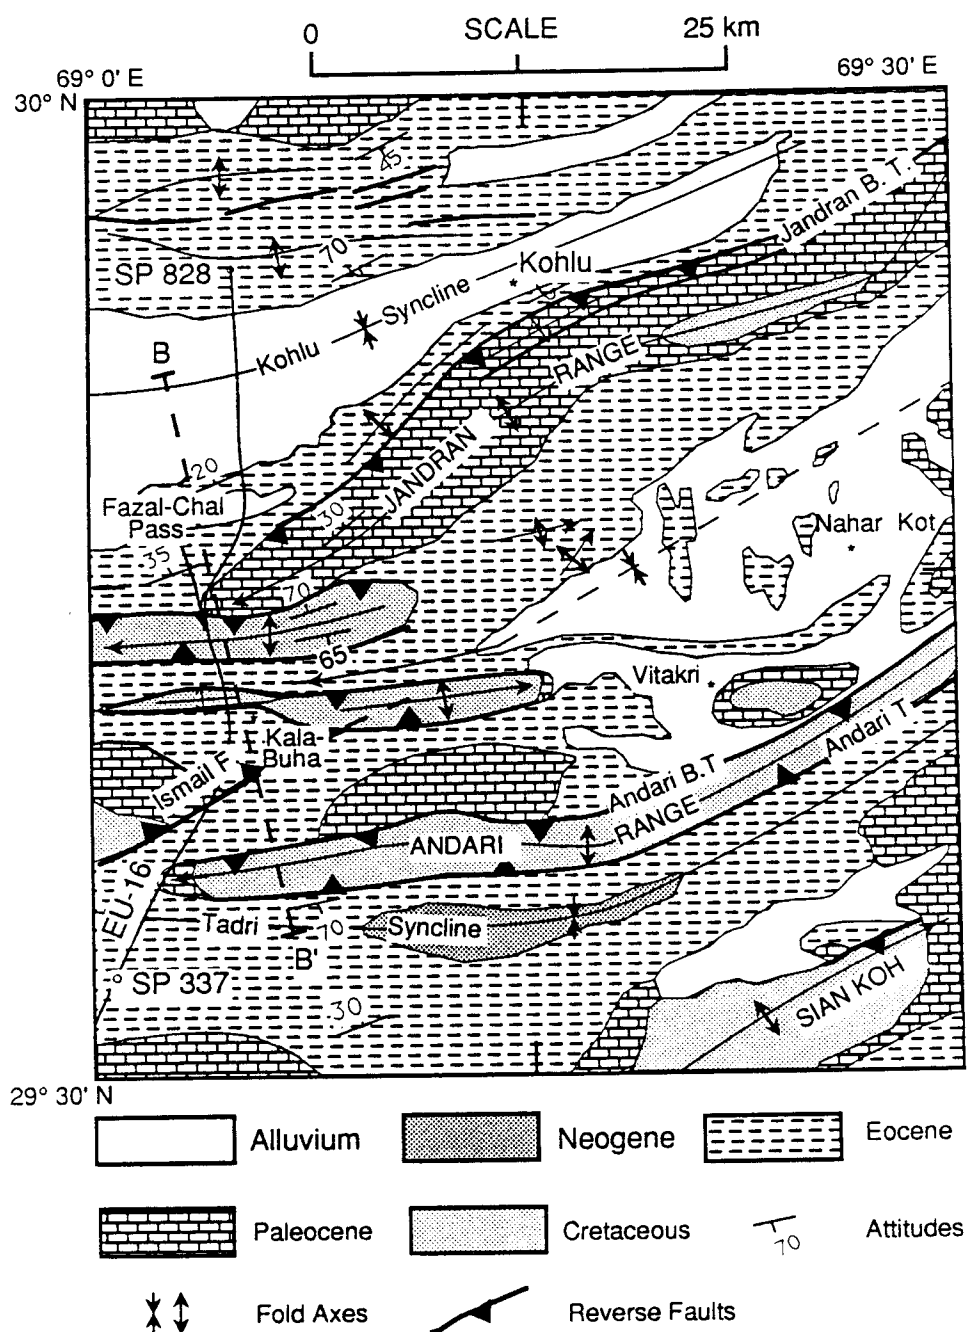 0 SCALE 25 km
69° 0' E
69° 30' E
30° N
45
Jandran B. T.
70
SP 828
Kohlu
Kohlu Syncline
B
RANGE
JANDRAN
20
Fazal-Chal
Pass
30
Nahar Kot
35
70
65
Vitakri
Kala-
Buha
Ismail F
Andari B.T
Andari T.
RANGE
ANDARI
EU-16
Tadri
70
Syncline
B'
SP 337
30
SIAN KOH
29° 30' N
Alluvium
Neogene
Eocene
Paleocene
Cretaceous
70
Attitudes
Fold Axes
Reverse Faults